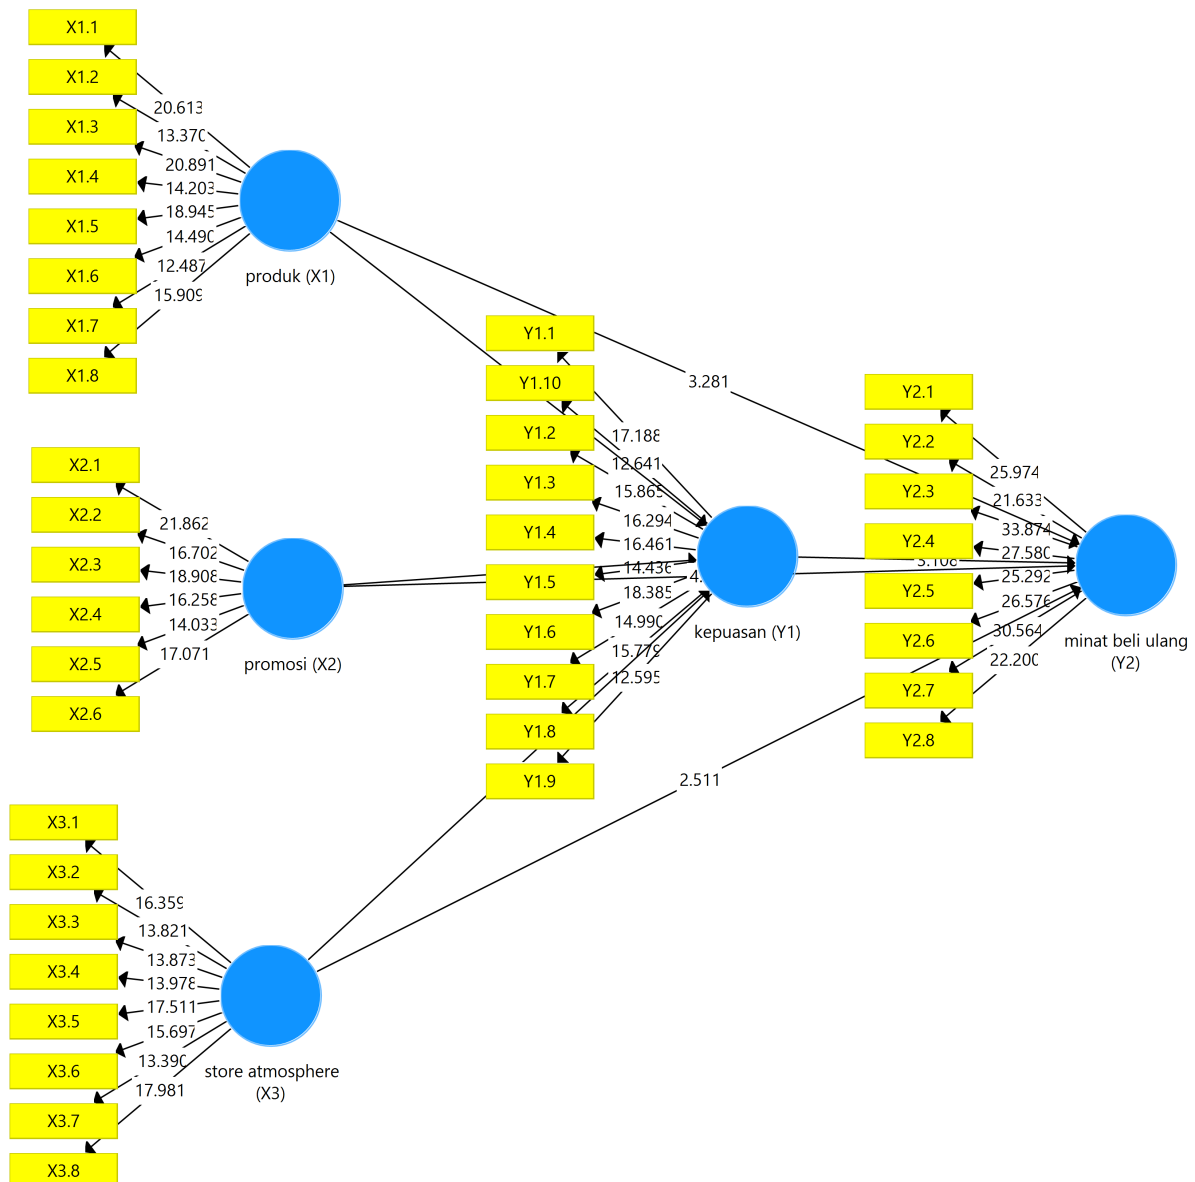 X1.1
X1.2
X1.3
X1.4
X1.5
X1.6
X1.7
X1.8
20.613
13.370
20.891
14.203
18.945
14.490
12.487
15.909
produk (X1)
X2.1
X2.2
X2.3
X2.4
X2.5
X2.6
21.862
16.702
18.908
16.258
14.033
17.071
promosi (X2)
X3.1
X3.2
X3.3
X3.4
X3.5
X3.6
X3.7
X3.8
16.359
13.821
13.873
13.978
17.511
15.697
13.390
17.981
store atmosphere
(X3)
Y1.1
Y1.10
Y1.2
Y1.3
Y1.4
Y1.5
Y1.6
Y1.7
Y1.8
Y1.9
17.188
12.641
15.865
16.294
16.461
14.436
18.385
14.990
15.779
12.595
kepuasan (Y1)
3.281
3.108
2.511
Y2.1
Y2.2
Y2.3
Y2.4
Y2.5
Y2.6
Y2.7
Y2.8
25.974
21.633
33.874
27.580
25.292
26.576
30.564
22.200
minat beli ulang
(Y2)